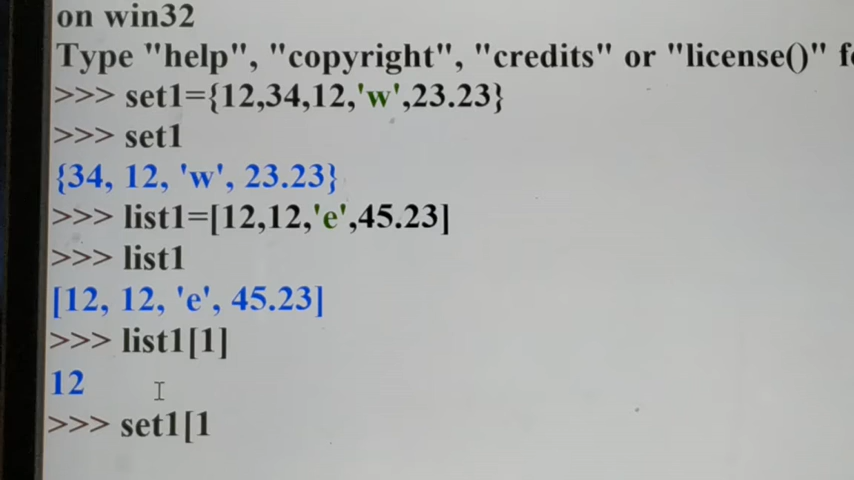 on win32
Type "help", "copyright", "credits" or "license()" fo
>>> set1={12,34,12,'w',23.23}
>>> set1
{34, 12, 'w', 23.23}
>>> list1=[12,12,'e',45.23]
>>> list1
[12, 12, 'e', 45.23]
>>> list1[1]
12
>>> set1[1